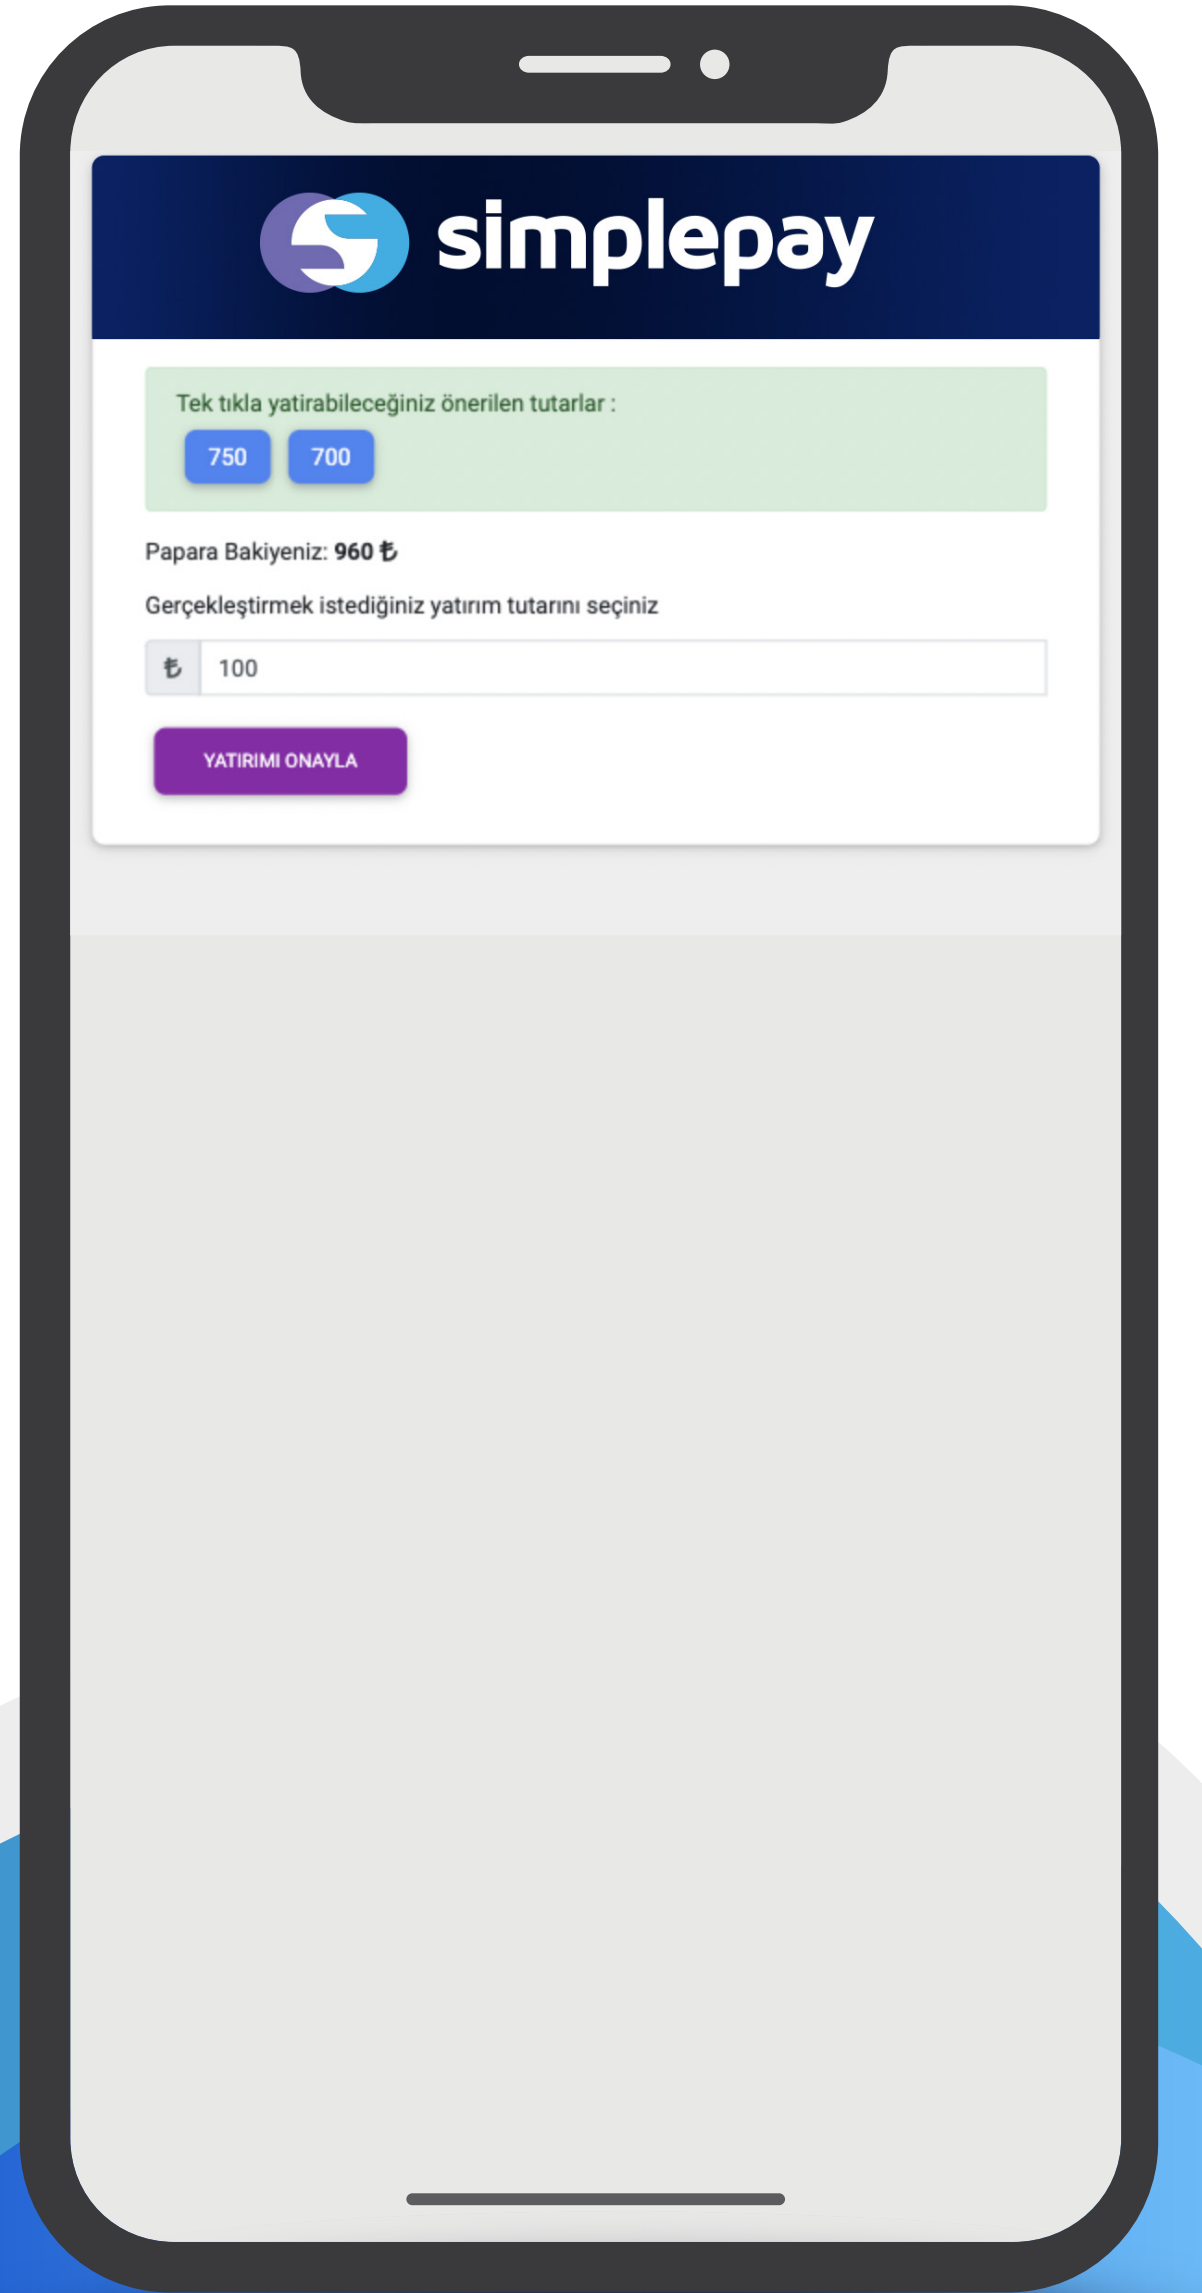 simplepay
Tek tıkla yatirabileceğiniz önerilen tutarlar :
750 700
Papara Bakiyeniz: 960 ₺
Gerçekleştirmek istediğiniz yatırım tutarını seçiniz
₺ 100
YATIRIMI ONAYLA